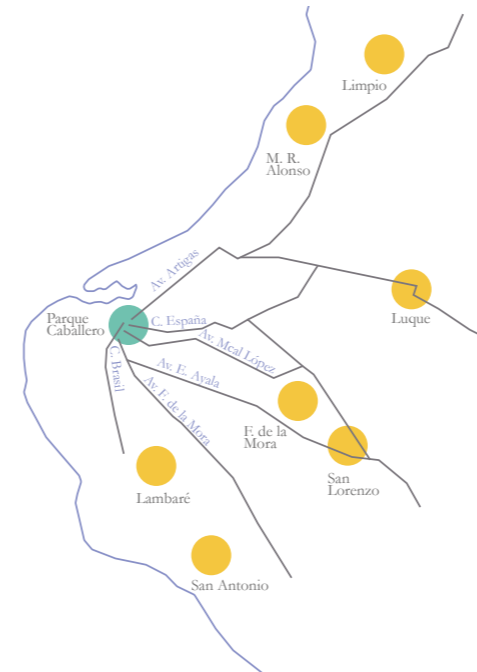 Limpio
M. R.
Alonso
Av. Artigas
Parque
Caballero
C. España
Luque
Av. Mcal López
C. Brasil
Av. E. Ayala
Av. F. de la Mora
F. de la
Mora
San
Lorenzo
Lambaré
San Antonio